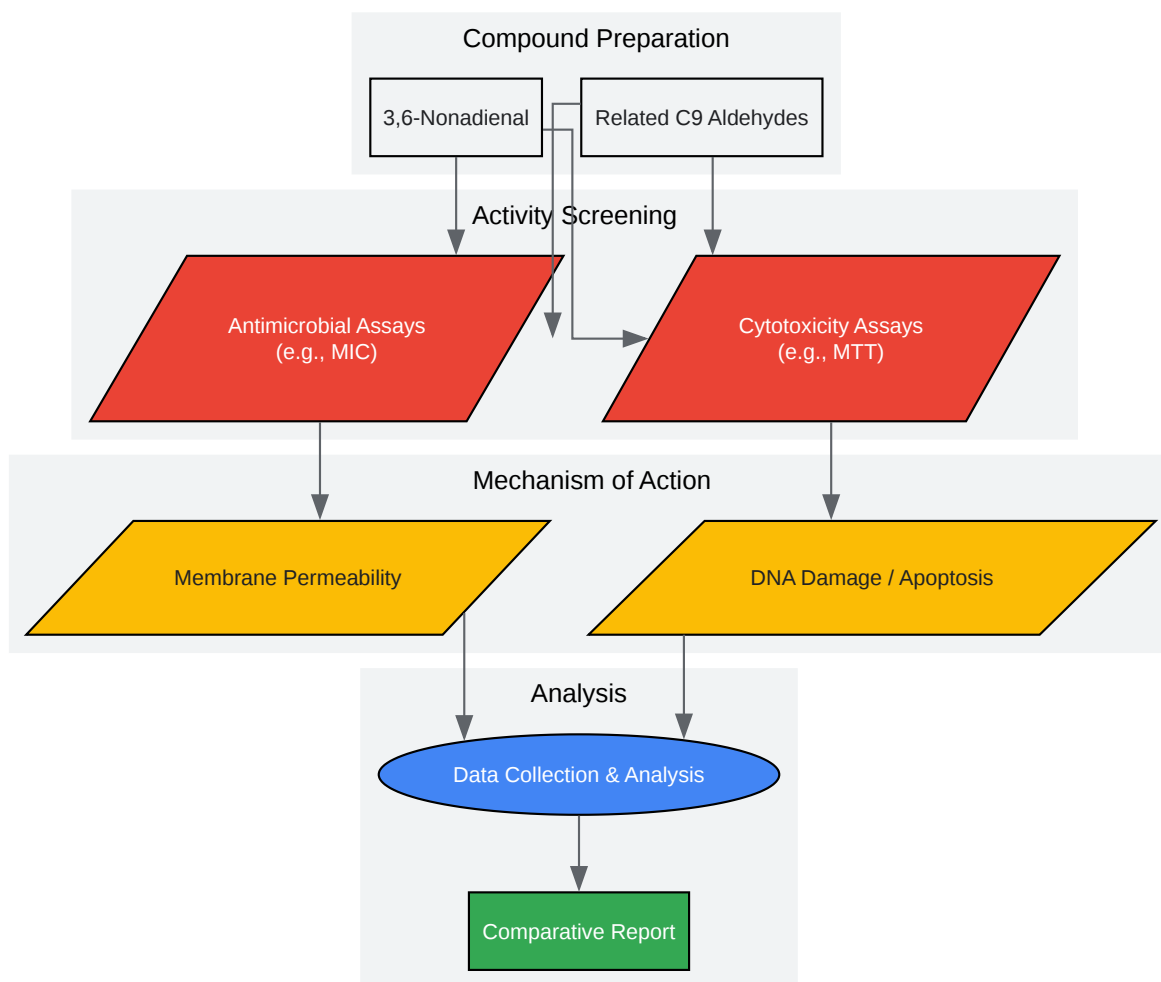 Compound Preparation
3,6-Nonadienal
Related C9 Aldehydes
Activity Screening
Antimicrobial Assays
(e.g., MIC)
Cytotoxicity Assays
(e.g., MTT)
Mechanism of Action
Membrane Permeability
DNA Damage / Apoptosis
Analysis
Data Collection & Analysis
Comparative Report